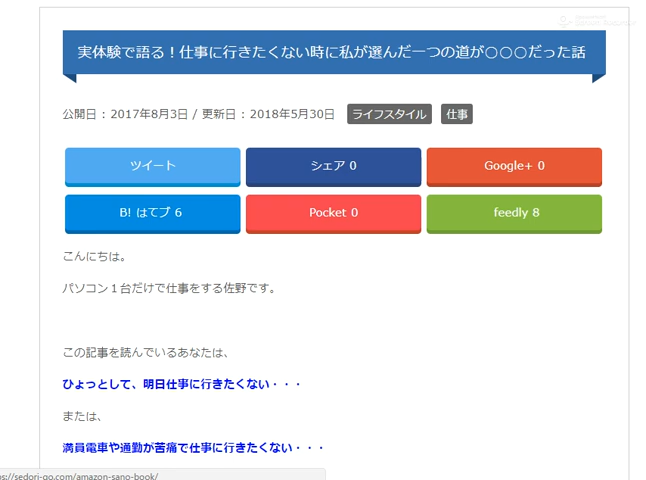 実体験で語る！仕事に行きたくない時に私が選んだ一つの道が○○○だった話
公開日：2017年8月3日 / 更新日：2018年5月30日 ライフスタイル 仕事
ツイート シェア 0 Google+ 0
B! はてブ 6 Pocket 0 feedly 8
こんにちは。
パソコン１台だけで仕事をする佐野です。
この記事を読んでいるあなたは、
ひょっとして、明日仕事に行きたくない・・・
または、
満員電車や通勤が苦痛で仕事に行きたくない・・・
ps://sedori-go.com/amazon-sano-book/